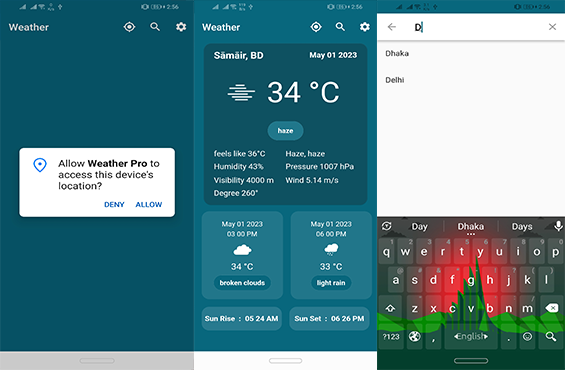 2:56
Weather
Allow Weather Pro to
access this device's
location?
DENY ALLOW
2:56
Weather
Sāmāir, BD May 01 2023
34 °C
haze
feels like 36°C Haze, haze
Humidity 43% Pressure 1007 hPa
Visibility 4000 m Wind 5.14 m/s
Degree 260°
May 01 2023
03 00 PM
34 °C
broken clouds
May 01 2023
06 00 PM
33 °C
light rain
Sun Rise : 05 24 AM
Sun Set : 06 26 PM
2:56
D
Dhaka
Delhi
Day Dhaka Days
q w e r t y u i o p
a s d f g h j k l
z x c v b n m
?123 , English .